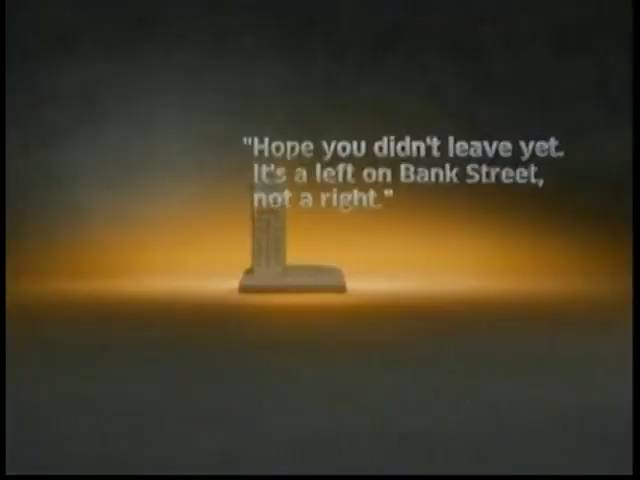 "Hope you didn't leave yet.
It's a left on Bank Street,
not a right."